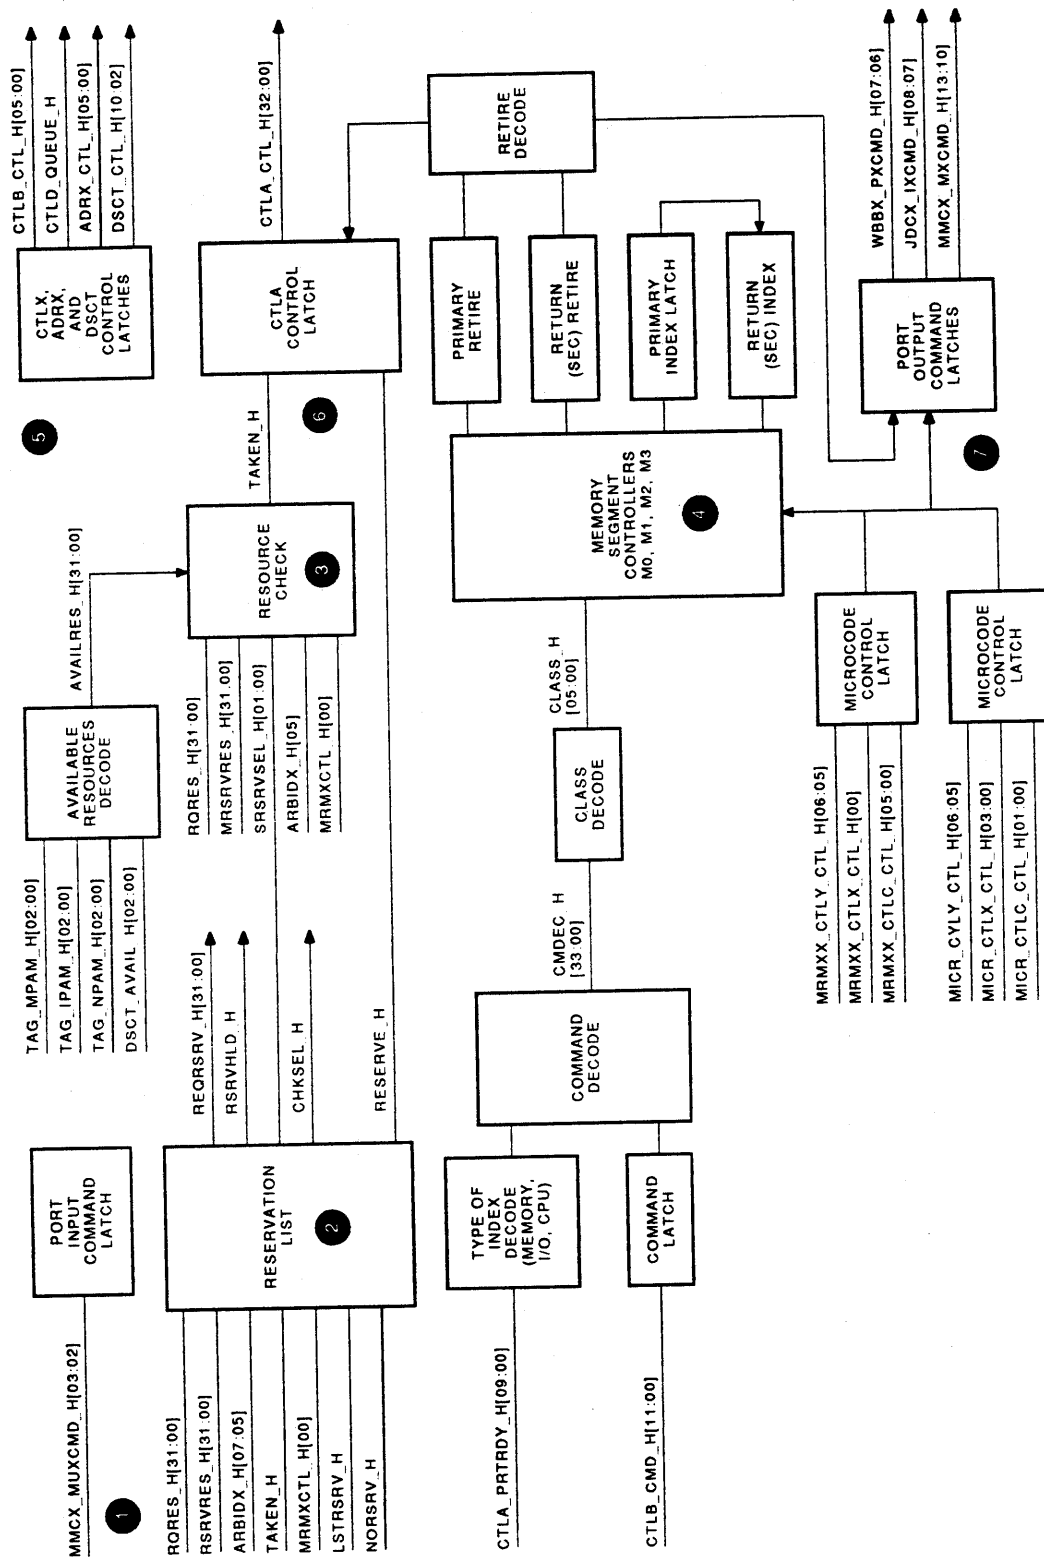 MMCX_MUXCMD_H[03:02]
1
PORT
INPUT
COMMAND
LATCH
TAG_MPAM_H[02:00]
TAG_IPAM_H[02:00]
TAG_NPAM_H[02:00]
DSCT_AVAIL_H[02:00]
AVAILABLE
RESOURCES
DECODE
AVAILRES_H[31:00]
5
CTLX,
ADRX,
AND
DSCT
CONTROL
LATCHES
CTLB_CTL_H[05:00]
CTLD_QUEUE_H
ADRX_CTL_H[05:00]
DSCT_CTL_H[10:02]
RQRES_H[31:00]
RSRVRES_H[31:00]
ARBIDX_H[07:05]
TAKEN_H
MRMXCTL_H[00]
LSTRSRV_H
NORSRV_H
RESERVATION
LIST
2
REQRSRV_H[31:00]
RSRVHLD_H
CHKSEL_H
RESERVE_H
RQRES_H[31:00]
MRSRVRES_H[31:00]
SRSRVSEL_H[01:00]
ARBIDX_H[05]
MRMXCTL_H[00]
RESOURCE
CHECK
3
TAKEN_H
6
CTLA
CONTROL
LATCH
CTLA_CTL_H[32:00]
CTLA_PRTRDY_H[09:00]
CTLB_CMD_H[11:00]
TYPE OF
INDEX
DECODE
(MEMORY,
I/O, CPU)
COMMAND
LATCH
COMMAND
DECODE
CMDEC_H
[33:00]
CLASS
DECODE
CLASS_H
[05:00]
MEMORY
SEGMENT
CONTROLLERS
M0, M1, M2, M3
4
PRIMARY
RETIRE
RETURN
(SEC) RETIRE
PRIMARY
INDEX LATCH
RETURN
(SEC) INDEX
RETIRE
DECODE
MRMXX_CTLY_CTL_H[06:05]
MRMXX_CTLX_CTL_H[00]
MRMXX_CTLC_CTL_H[05:00]
MICROCODE
CONTROL
LATCH
MICR_CYLY_CTL_H[06:05]
MICR_CTLX_CTL_H[03:00]
MICR_CTLC_CTL_H[01:00]
MICROCODE
CONTROL
LATCH
7
PORT
OUTPUT
COMMAND
LATCHES
WBBX_PXCMD_H[07:06]
JDCX_IXCMD_H[08:07]
MMCX_MXCMD_H[13:10]